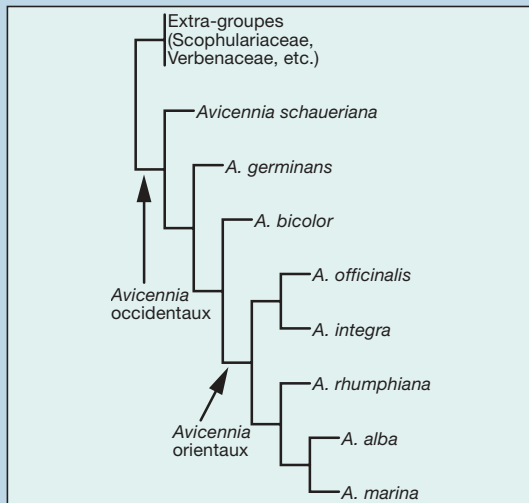 Extra-groupes
(Scophulariaceae,
Verbenaceae, etc.)
Avicennia schaueriana
A. germinans
A. bicolor
A. officinalis
Avicennia
occidentaux
A. integra
A. rhumphiana
Avicennia
orientaux
A. alba
A. marina